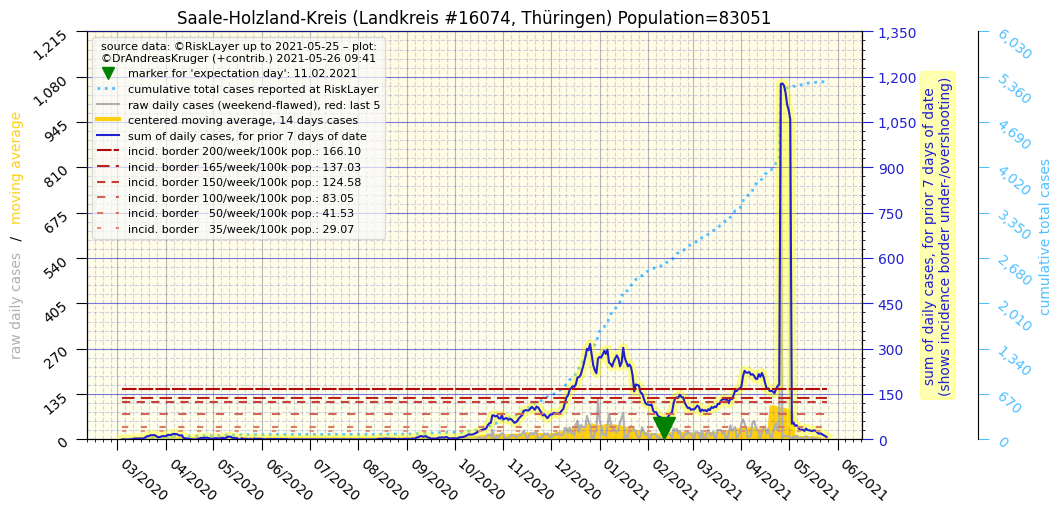 Saale-Holzland-Kreis (Landkreis #16074, Thüringen) Population=83051
source data: ©RiskLayer up to 2021-05-25 – plot:
©DrAndreasKruger (+contrib.) 2021-05-26 09:41
marker for 'expectation day': 11.02.2021
cumulative total cases reported at RiskLayer
raw daily cases (weekend-flawed), red: last 5
centered moving average, 14 days cases
sum of daily cases, for prior 7 days of date
incid. border 200/week/100k pop.: 166.10
incid. border 165/week/100k pop.: 137.03
incid. border 150/week/100k pop.: 124.58
incid. border 100/week/100k pop.: 83.05
incid. border 50/week/100k pop.: 41.53
incid. border 35/week/100k pop.: 29.07
raw daily cases / moving average
1,215
1,080
945
810
675
540
405
270
135
0
03/2020
04/2020
05/2020
06/2020
07/2020
08/2020
09/2020
10/2020
11/2020
12/2020
01/2021
02/2021
03/2021
04/2021
05/2021
06/2021
1,350
1,200
1,050
900
750
600
450
300
150
0
sum of daily cases, for prior 7 days of date
(shows incidence border under-/overshooting)
6,030
5,360
4,690
4,020
3,350
2,680
2,010
1,340
670
0
cumulative total cases